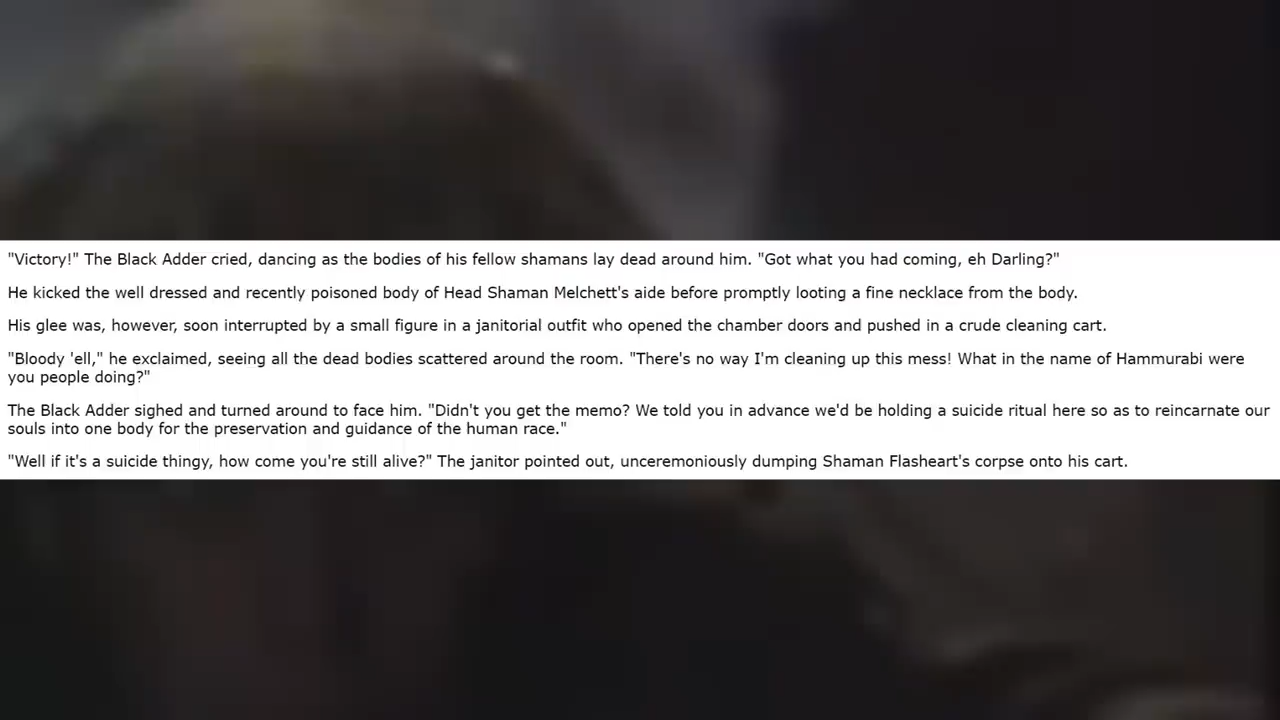 "Victory!" The Black Adder cried, dancing as the bodies of his fellow shamans lay dead around him. "Got what you had coming, eh Darling?"
He kicked the well dressed and recently poisoned body of Head Shaman Melchett's aide before promptly looting a fine necklace from the body.
His glee was, however, soon interrupted by a small figure in a janitorial outfit who opened the chamber doors and pushed in a crude cleaning cart.
"Bloody 'ell," he exclaimed, seeing all the dead bodies scattered around the room. "There's no way I'm cleaning up this mess! What in the name of Hammurabi were
you people doing?"
The Black Adder sighed and turned around to face him. "Didn't you get the memo? We told you in advance we'd be holding a suicide ritual here so as to reincarnate our
souls into one body for the preservation and guidance of the human race."
"Well if it's a suicide thingy, how come you're still alive?" The janitor pointed out, unceremoniously dumping Shaman Flasheart's corpse onto his cart.